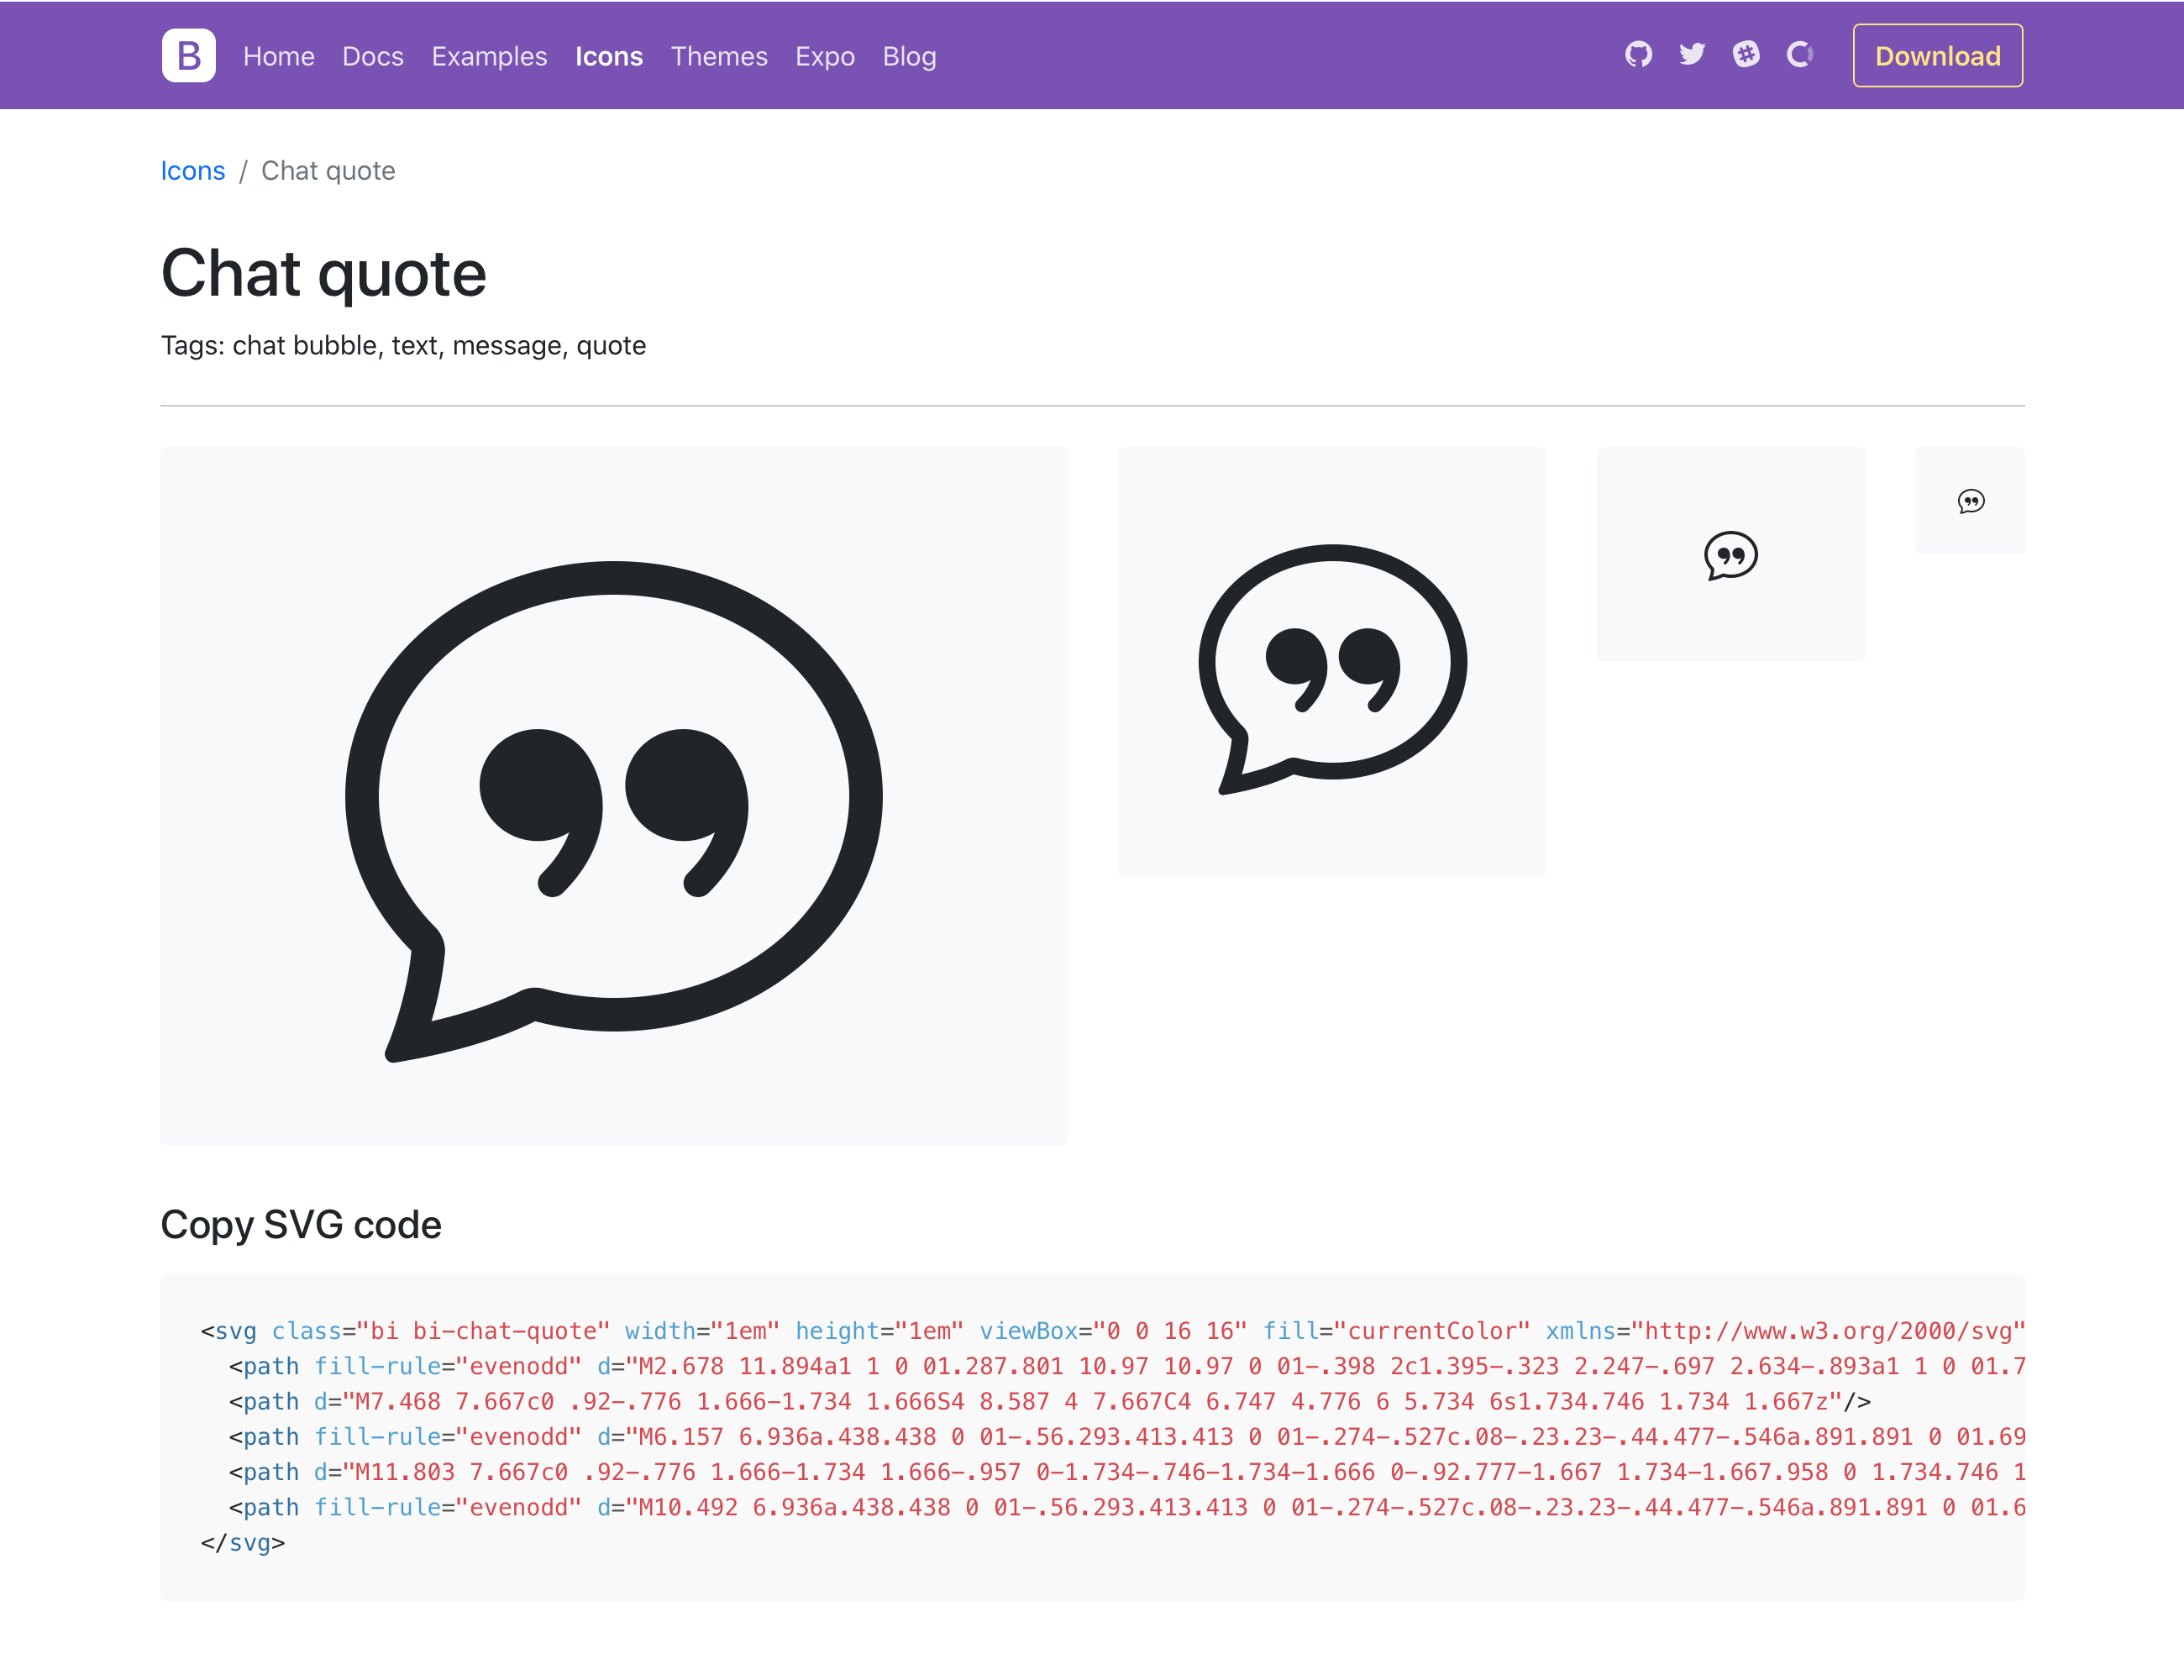 B Home Docs Examples Icons Themes Expo Blog Download
Icons / Chat quote
Chat quote
Tags: chat bubble, text, message, quote
Copy SVG code
<svg class="bi bi-chat-quote" width="1em" height="1em" viewBox="0 0 16 16" fill="currentColor" xmlns="http://www.w3.org/2000/svg"
<path fill-rule="evenodd" d="M2.678 11.894a1 1 0 01.287.801 10.97 10.97 0 01-.398 2c1.395-.323 2.247-.697 2.634-.893a1 1 0 01.7
<path d="M7.468 7.667c0 .92-.776 1.666-1.734 1.666S4 8.587 4 7.667C4 6.747 4.776 6 5.734 6s1.734.746 1.734 1.667z"/>
<path fill-rule="evenodd" d="M6.157 6.936a.438.438 0 01-.56.293.413.413 0 01-.274-.527c.08-.23.23-.44.477-.546a.891.891 0 01.69
<path d="M11.803 7.667c0 .92-.776 1.666-1.734 1.666-.957 0-1.734-.746-1.734-1.666 0-.92.777-1.667 1.734-1.667.958 0 1.734.746 1
<path fill-rule="evenodd" d="M10.492 6.936a.438.438 0 01-.56.293.413.413 0 01-.274-.527c.08-.23.23-.44.477-.546a.891.891 0 01.6
</svg>